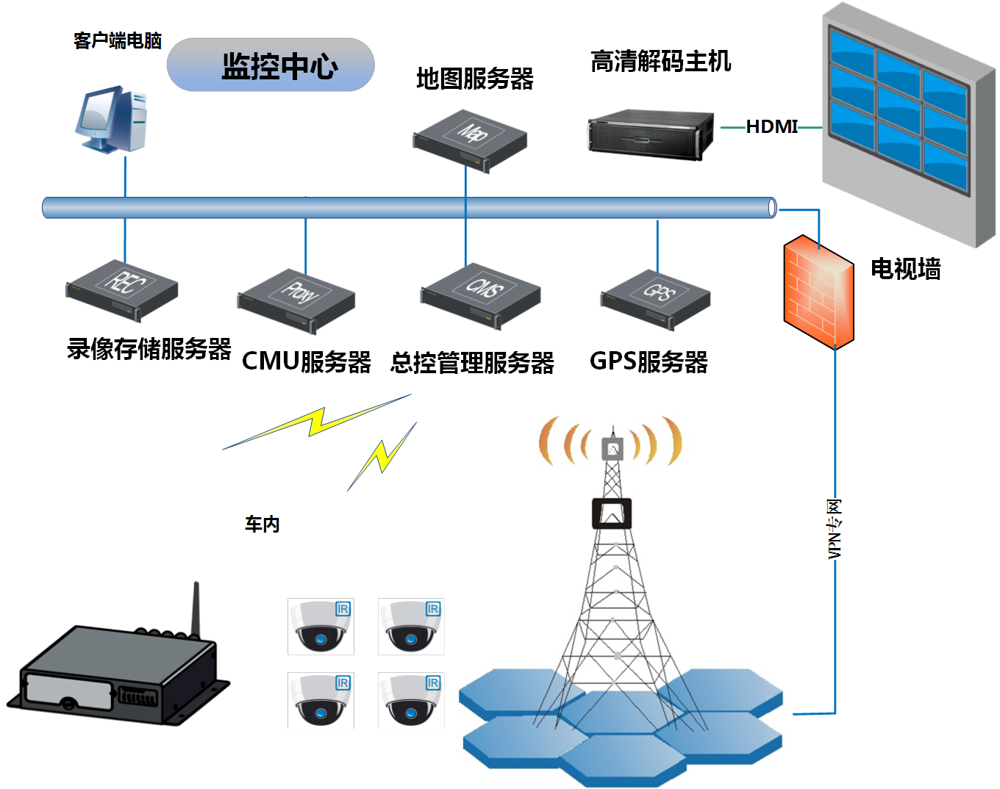 客户端电脑
监控中心
地图服务器
高清解码主机
Map
HDMI
电视墙
REC
Proxy
CMS
GPS
录像存储服务器
CMU服务器
总控管理服务器
GPS服务器
车内
VPN专网
IR
IR
IR
IR